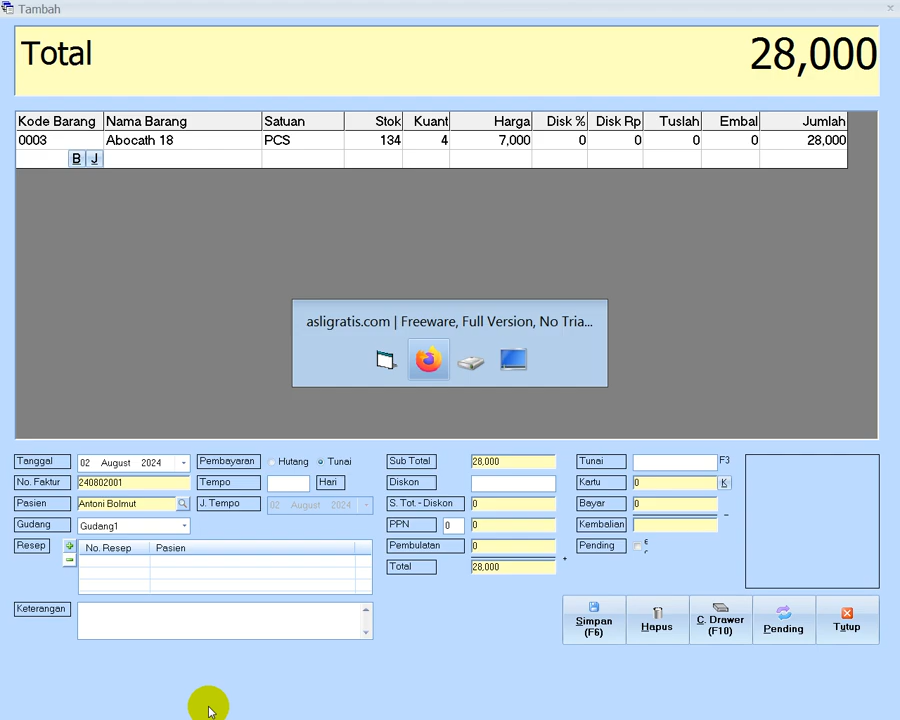 Tambah
Total 28,000
Kode Barang Nama Barang Satuan Stok Kuant Harga Disk % Disk Rp Tuslah Embal Jumlah
0003 Abocath 18 PCS 134 4 7,000 0 0 0 0 28,000
B J
asligratis.com | Freeware, Full Version, No Tria...
Tanggal 02 August 2024 Pembayaran Hutang Tunai Sub Total 28,000 Tunai F3
No. Faktur 240802001 Tempo Hari Diskon Kartu 0 K
Pasien Antoni Bolmut J. Tempo 02 August 2024 S. Tot - Diskon 0 Bayar 0 -
Gudang Gudang1 PPN 0 0 Kembalian
Resep No. Resep Pasien Pembulatan 0 Pending
Total 28,000 +
Keterangan
Simpan (F6) Hapus C. Drawer (F10) Pending Tutup